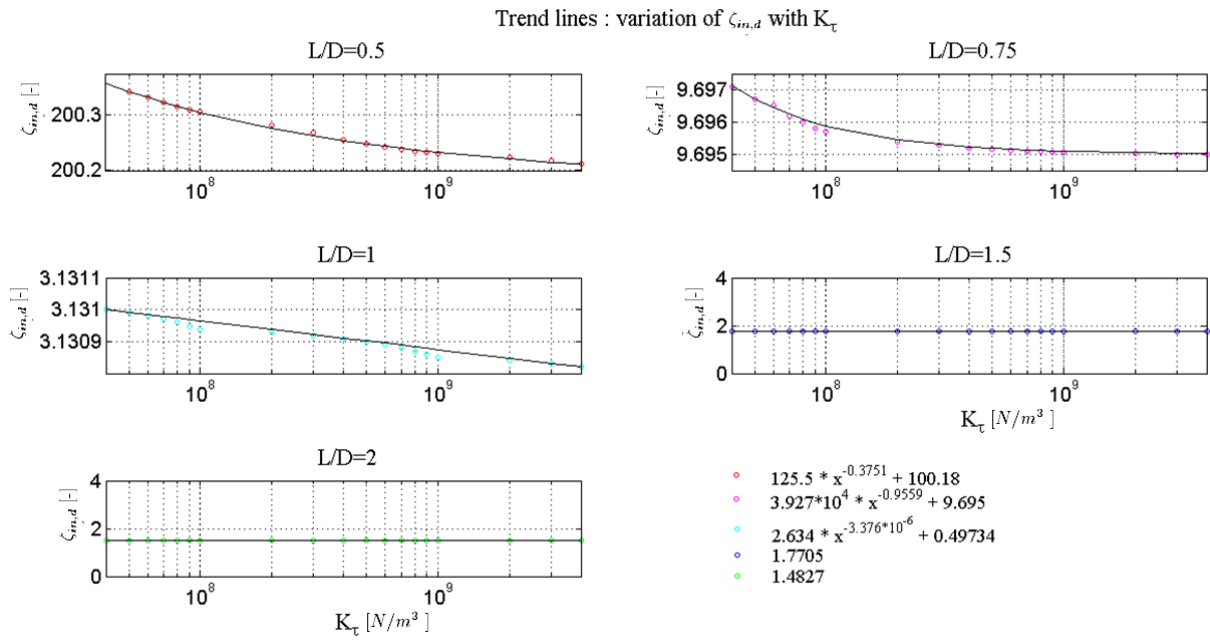 Trend lines : variation of ζin,d with Kτ
L/D=0.5
ζin,d [-]
200.3
200.2
10^8
10^9
L/D=0.75
ζin,d [-]
9.697
9.696
9.695
10^8
10^9
L/D=1
ζin,d [-]
3.1311
3.131
3.1309
10^8
10^9
L/D=1.5
ζin,d [-]
4
2
0
10^8
10^9
Kτ [N/m^3 ]
L/D=2
ζin,d [-]
4
2
0
10^8
10^9
Kτ [N/m^3 ]
125.5 * x^-0.3751 + 100.18
3.927*10^4 * x^-0.9559 + 9.695
2.634 * x^-3.376*10^-6 + 0.49734
1.7705
1.4827